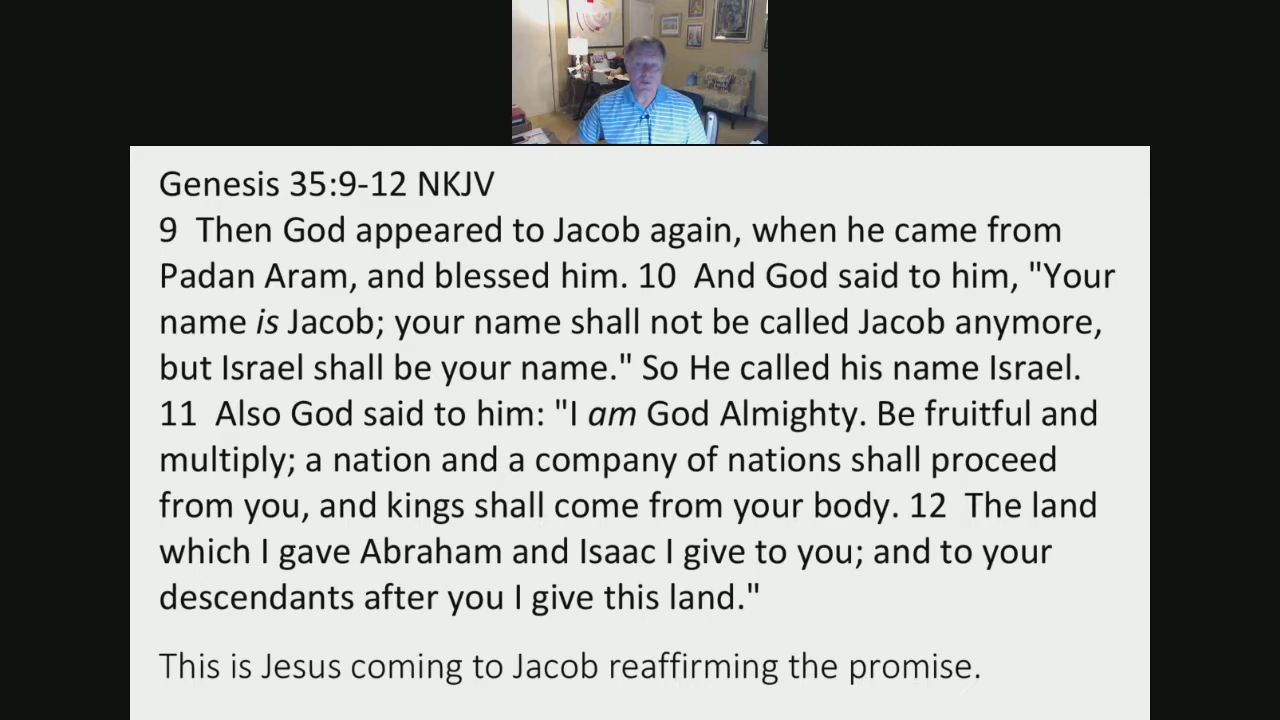 Genesis 35:9-12 NKJV
9 Then God appeared to Jacob again, when he came from
Padan Aram, and blessed him. 10 And God said to him, "Your
name is Jacob; your name shall not be called Jacob anymore,
but Israel shall be your name." So He called his name Israel.
11 Also God said to him: "I am God Almighty. Be fruitful and
multiply; a nation and a company of nations shall proceed
from you, and kings shall come from your body. 12 The land
which I gave Abraham and Isaac I give to you; and to your
descendants after you I give this land."
This is Jesus coming to Jacob reaffirming the promise.